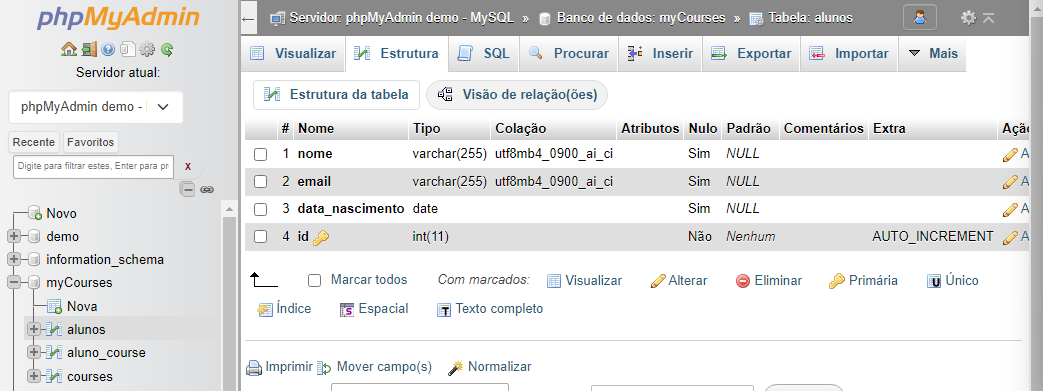 phpMyAdmin
Servidor atual:
phpMyAdmin demo -
Recente Favoritos
Digite para filtrar estes, Enter para pr X
Novo
demo
information_schema
myCourses
Nova
alunos
aluno_course
courses
Servidor: phpMyAdmin demo - MySQL » Banco de dados: myCourses » Tabela: alunos
Visualizar Estrutura SQL Procurar Inserir Exportar Importar Mais
Estrutura da tabela Visão de relação(ões)
# Nome Tipo Colação Atributos Nulo Padrão Comentários Extra Ação
1 nome varchar(255) utf8mb4_0900_ai_ci Sim NULL A
2 email varchar(255) utf8mb4_0900_ai_ci Sim NULL A
3 data_nascimento date Sim NULL A
4 id int(11) Não Nenhum AUTO_INCREMENT A
Marcar todos Com marcados: Visualizar Alterar Eliminar Primária Único
Índice Espacial Texto completo
Imprimir Mover campo(s) Normalizar